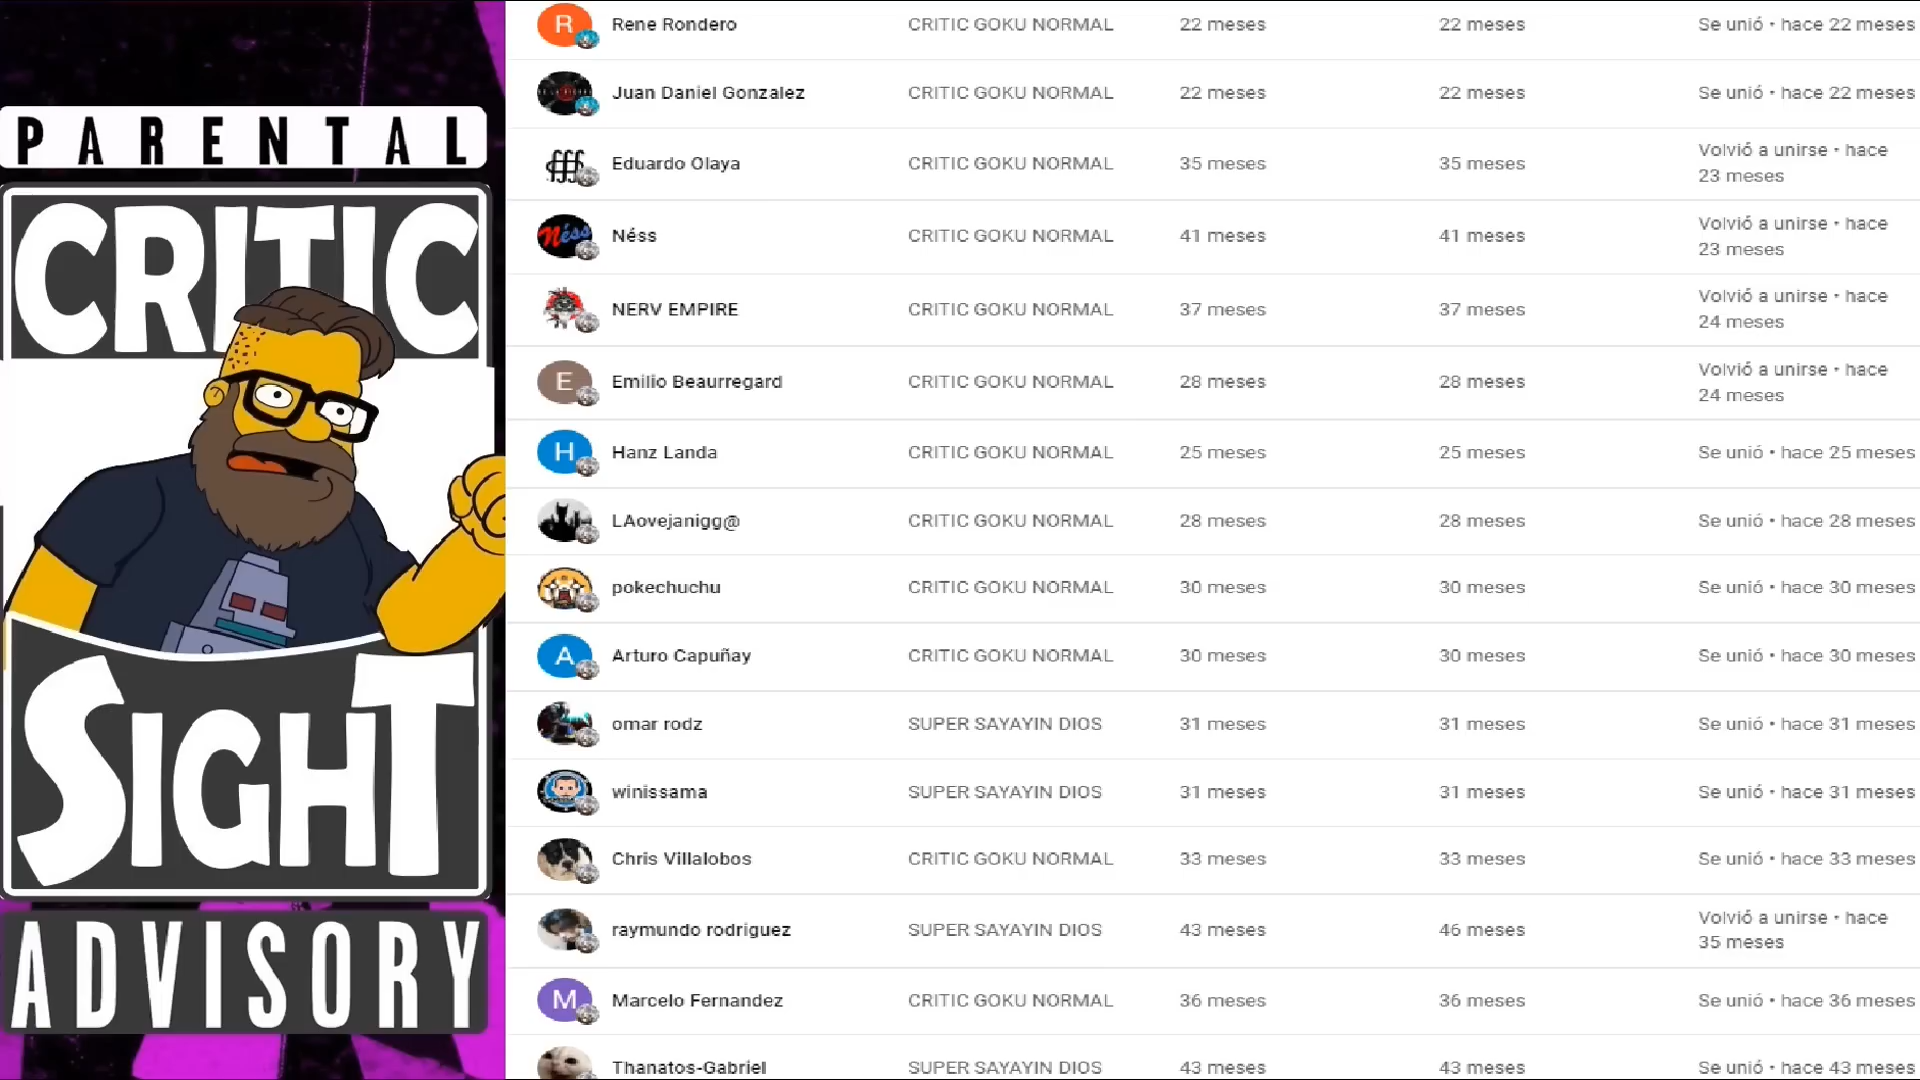 PARENTAL
CRITIC
SIGHT
ADVISORY
R Rene Rondero CRITIC GOKU NORMAL 22 meses 22 meses Se unió • hace 22 meses
Juan Daniel Gonzalez CRITIC GOKU NORMAL 22 meses 22 meses Se unió • hace 22 meses
Eduardo Olaya CRITIC GOKU NORMAL 35 meses 35 meses Volvió a unirse • hace
23 meses
Néss Néss CRITIC GOKU NORMAL 41 meses 41 meses Volvió a unirse • hace
23 meses
NERV EMPIRE CRITIC GOKU NORMAL 37 meses 37 meses Volvió a unirse • hace
24 meses
E Emilio Beaurregard CRITIC GOKU NORMAL 28 meses 28 meses Volvió a unirse • hace
24 meses
H Hanz Landa CRITIC GOKU NORMAL 25 meses 25 meses Se unió • hace 25 meses
LAovejanigg@ CRITIC GOKU NORMAL 28 meses 28 meses Se unió • hace 28 meses
pokechuchu CRITIC GOKU NORMAL 30 meses 30 meses Se unió • hace 30 meses
A Arturo Capuñay CRITIC GOKU NORMAL 30 meses 30 meses Se unió • hace 30 meses
omar rodz SUPER SAYAYIN DIOS 31 meses 31 meses Se unió • hace 31 meses
winissama SUPER SAYAYIN DIOS 31 meses 31 meses Se unió • hace 31 meses
Chris Villalobos CRITIC GOKU NORMAL 33 meses 33 meses Se unió • hace 33 meses
raymundo rodriguez SUPER SAYAYIN DIOS 43 meses 46 meses Volvió a unirse • hace
35 meses
M Marcelo Fernandez CRITIC GOKU NORMAL 36 meses 36 meses Se unió • hace 36 meses
Thanatos-Gabriel SUPER SAYAYIN DIOS 43 meses 43 meses Se unió • hace 43 meses